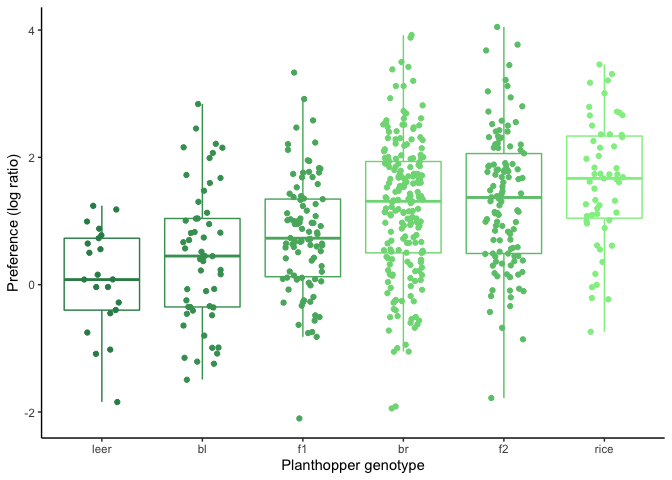 Preference (log ratio)
4
2
0
-2
leer bl f1 br f2 rice
Planthopper genotype